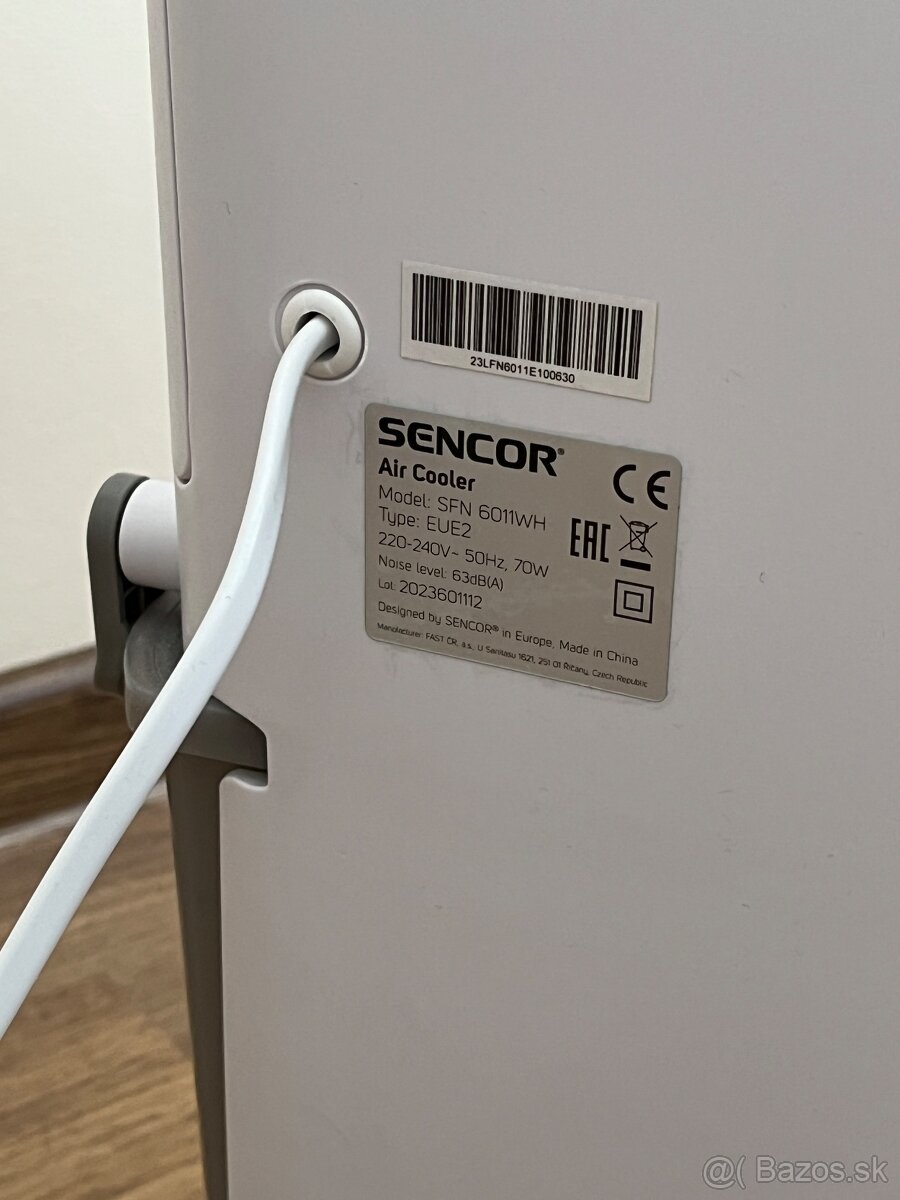 23LFN6011E100630
SENCOR®
Air Cooler
Model: SFN 6011WH
Type: EUE2
220-240V~ 50Hz, 70W
Noise level: 63dB(A)
Lot: 2023601112
Designed by SENCOR® in Europe, Made in China
Manufacturer: FAST ČR, a.s., U Sanitasu 1621, 251 01 Říčany, Czech Republic
CE
EAC
@( Bazos.sk